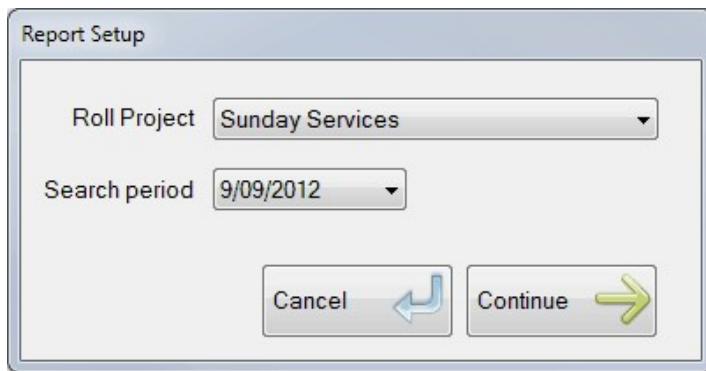 Report Setup
Roll Project Sunday Services
Search period 9/09/2012
Cancel Continue